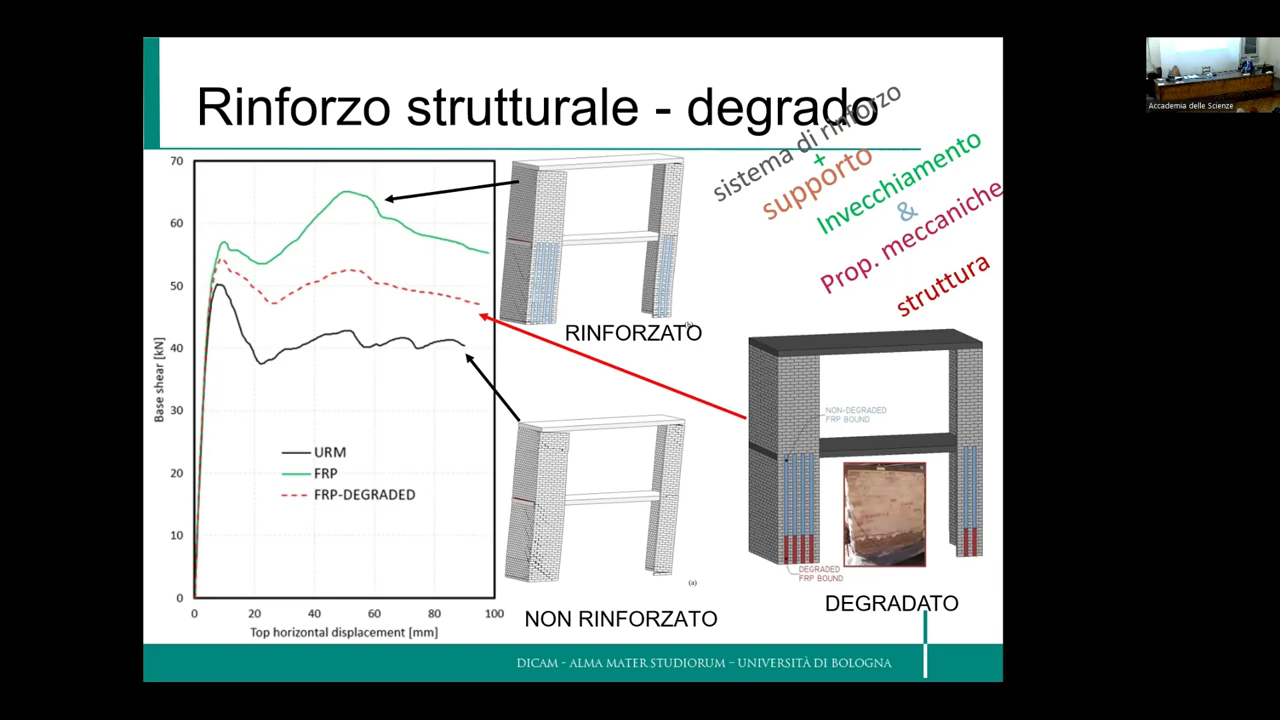 Rinforzo strutturale - degrado
sistema di rinforzo
+
supporto
Invecchiamento
&
Prop. meccaniche
struttura
Accademia delle Scienze
70
60
50
40
30
20
10
0
Base shear [kN]
URM
FRP
FRP-DEGRADED
0 20 40 60 80 100
Top horizontal displacement [mm]
RINFORZATO
(b)
NON-DEGRADED
FRP BOUND
DEGRADED
FRP BOUND
(a)
NON RINFORZATO
DEGRADATO
DICAM - ALMA MATER STUDIORUM – UNIVERSITÀ DI BOLOGNA